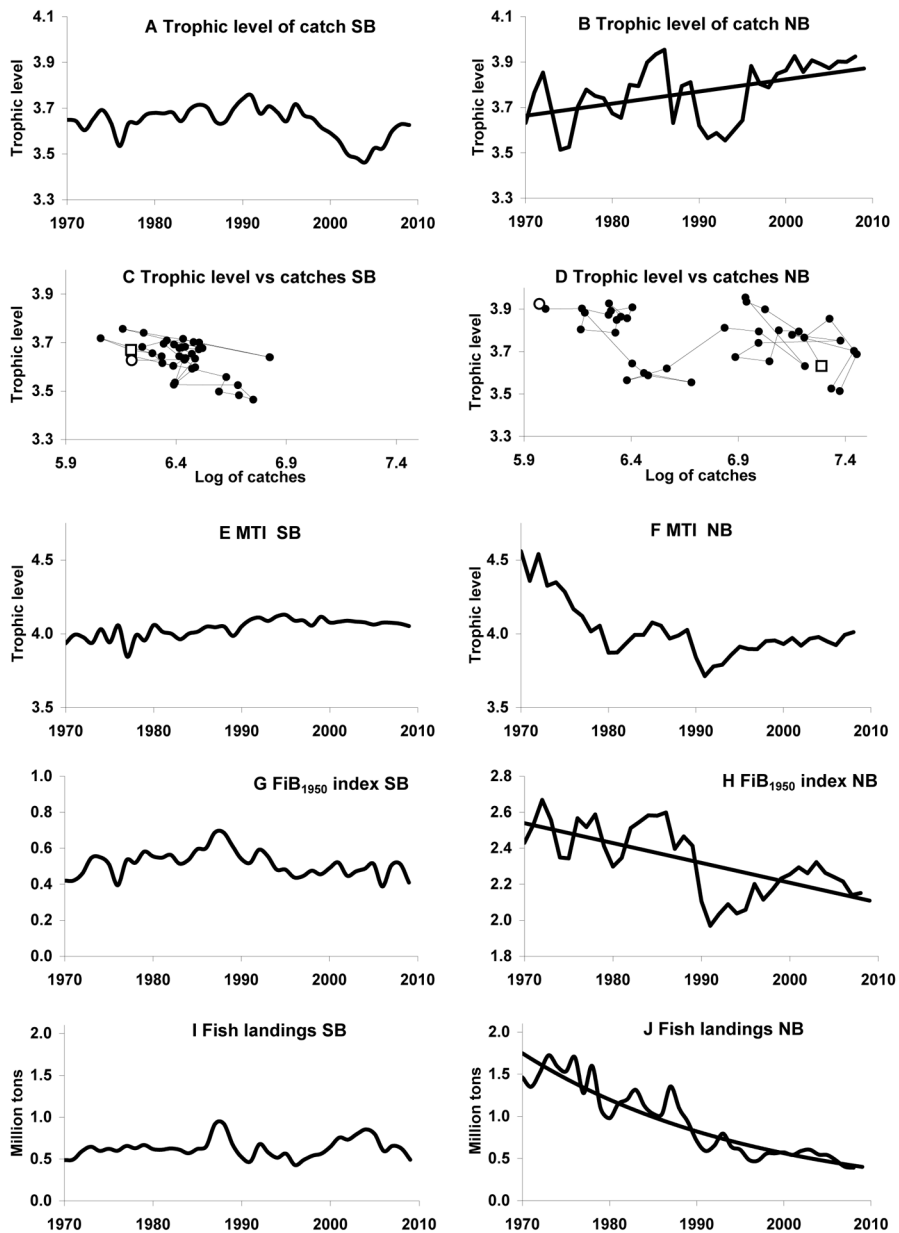 A Trophic level of catch SB
Trophic level
4.1
3.9
3.7
3.5
3.3
1970 1980 1990 2000 2010
B Trophic level of catch NB
Trophic level
4.1
3.9
3.7
3.5
3.3
1970 1980 1990 2000 2010
C Trophic level vs catches SB
Trophic level
3.9
3.7
3.5
3.3
5.9 6.4 6.9 7.4
Log of catches
D Trophic level vs catches NB
Trophic level
3.9
3.7
3.5
3.3
5.9 6.4 6.9 7.4
Log of catches
E MTI SB
Trophic level
4.5
4.0
3.5
1970 1980 1990 2000 2010
F MTI NB
Trophic level
4.5
4.0
3.5
1970 1980 1990 2000 2010
G FiB1950 index SB
1.0
0.8
0.6
0.4
0.2
0.0
1970 1980 1990 2000 2010
H FiB1950 index NB
2.8
2.6
2.4
2.2
2.0
1.8
1970 1980 1990 2000 2010
I Fish landings SB
Million tons
2.0
1.5
1.0
0.5
0.0
1970 1980 1990 2000 2010
J Fish landings NB
Million tons
2.0
1.5
1.0
0.5
0.0
1970 1980 1990 2000 2010